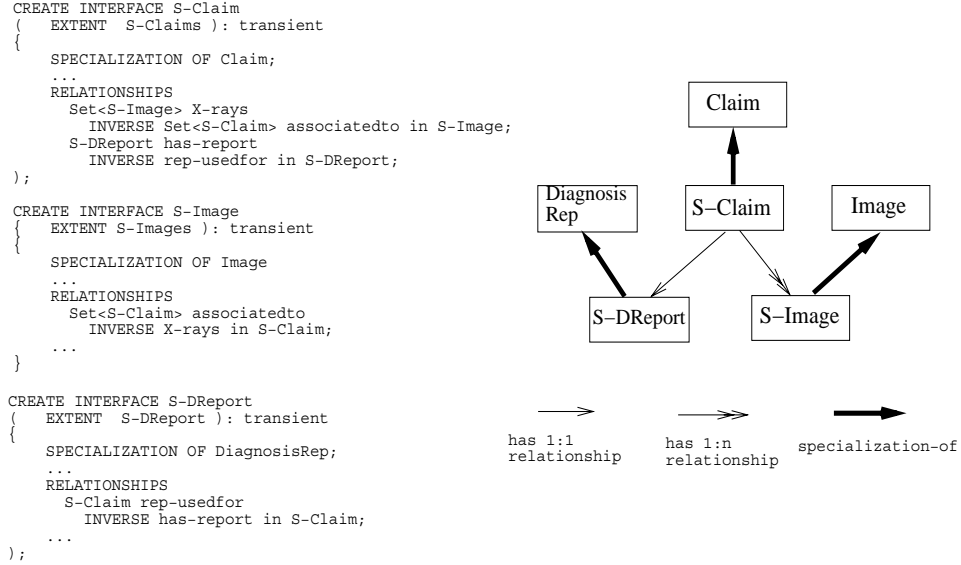 CREATE INTERFACE S-Claim
( EXTENT S-Claims ): transient
{
SPECIALIZATION OF Claim;
...
RELATIONSHIPS
Set<S-Image> X-rays
INVERSE Set<S-Claim> associatedto in S-Image;
S-DReport has-report
INVERSE rep-usedfor in S-DReport;
);
CREATE INTERFACE S-Image
{ EXTENT S-Images ): transient
{
SPECIALIZATION OF Image
...
RELATIONSHIPS
Set<S-Claim> associatedto
INVERSE X-rays in S-Claim;
...
}
CREATE INTERFACE S-DReport
( EXTENT S-DReport ): transient
{
SPECIALIZATION OF DiagnosisRep;
...
RELATIONSHIPS
S-Claim rep-usedfor
INVERSE has-report in S-Claim;
...
);
Claim
Diagnosis
Rep
S−Claim
Image
S−DReport
S−Image
has 1:1
relationship
has 1:n
relationship
specialization-of